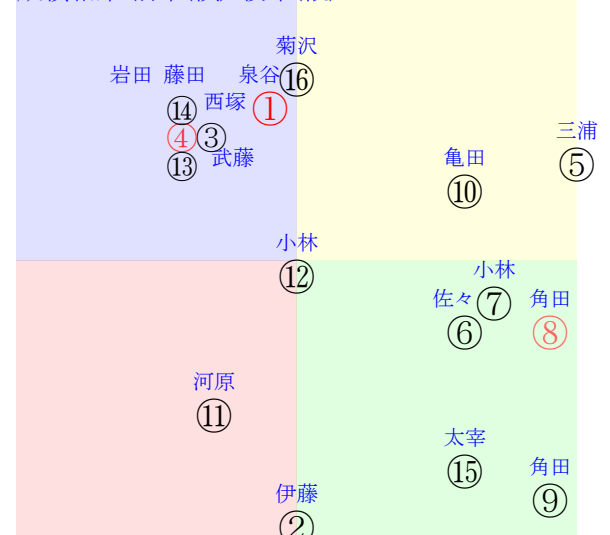 菊沢
岩田 藤田 泉谷 ⑯
⑭ 西塚 ①
④ ③ 三浦
⑬ 武藤 亀田 ⑤
⑩
小林
⑫ 小林
佐々 ⑦ 角田
⑥ ⑧
河原
⑪
太宰
⑮ 角田
伊藤 ⑨
②